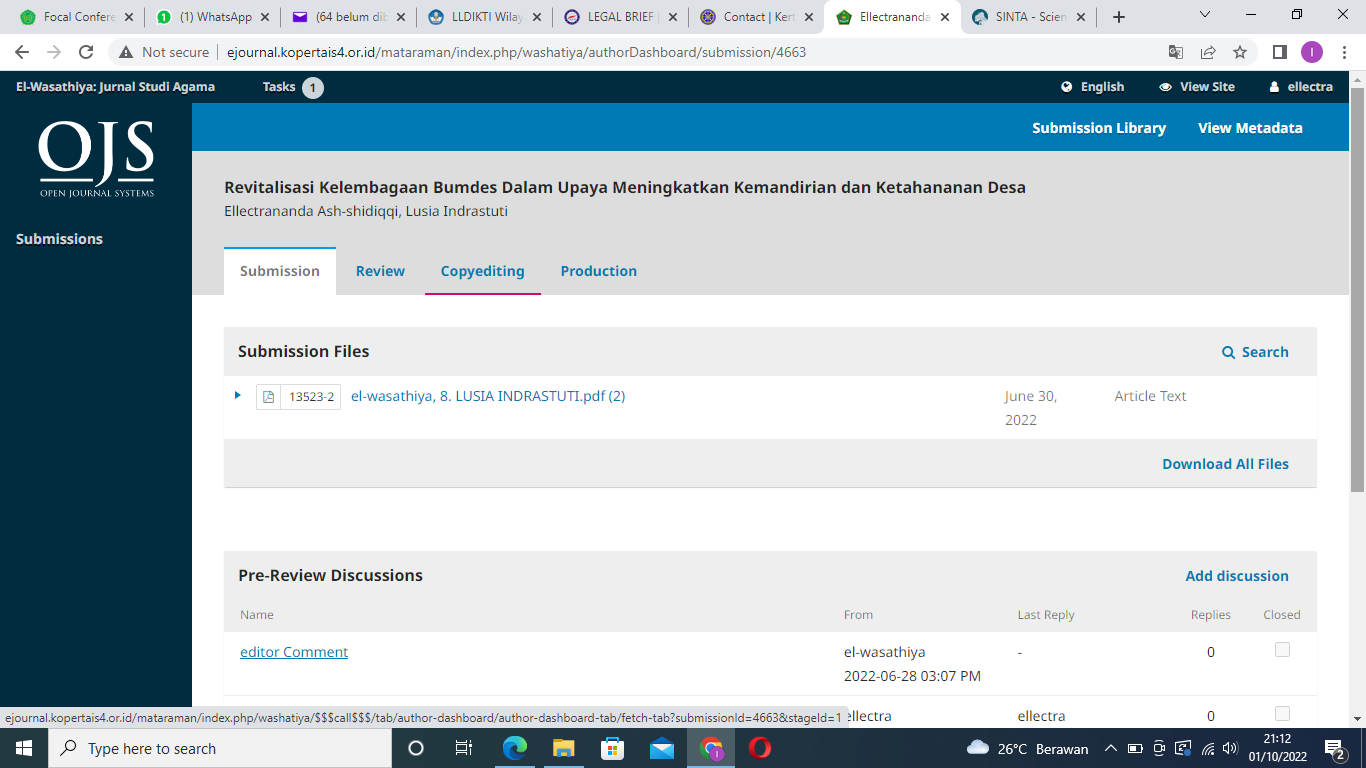 Focal Confere
(1) WhatsApp
(64 belum dib
LLDIKTI Wilay
LEGAL BRIEF
Contact | Kert
Ellectrananda
SINTA - Scien
Not secure
ejournal.kopertais4.or.id/mataraman/index.php/washatiya/authorDashboard/submission/4663
I
El-Wasathiya: Jurnal Studi Agama
Tasks 1
English
View Site
ellectra
OJS
OPEN JOURNAL SYSTEMS
Submission Library
View Metadata
Revitalisasi Kelembagaan Bumdes Dalam Upaya Meningkatkan Kemandirian dan Ketahananan Desa
Ellectrananda Ash-shidiqqi, Lusia Indrastuti
Submissions
Submission
Review
Copyediting
Production
Submission Files
Search
13523-2
el-wasathiya, 8. LUSIA INDRASTUTI.pdf (2)
June 30,
2022
Article Text
Download All Files
Pre-Review Discussions
Add discussion
Name
From
Last Reply
Replies
Closed
editor Comment
el-wasathiya
2022-06-28 03:07 PM
-
0
ellectra
ellectra
0
ejournal.kopertais4.or.id/mataraman/index.php/washatiya/$$$call$$$/tab/author-dashboard/author-dashboard-tab/fetch-tab?submissionId=4663&stageId=1
Type here to search
26°C Berawan
21:12
01/10/2022
2